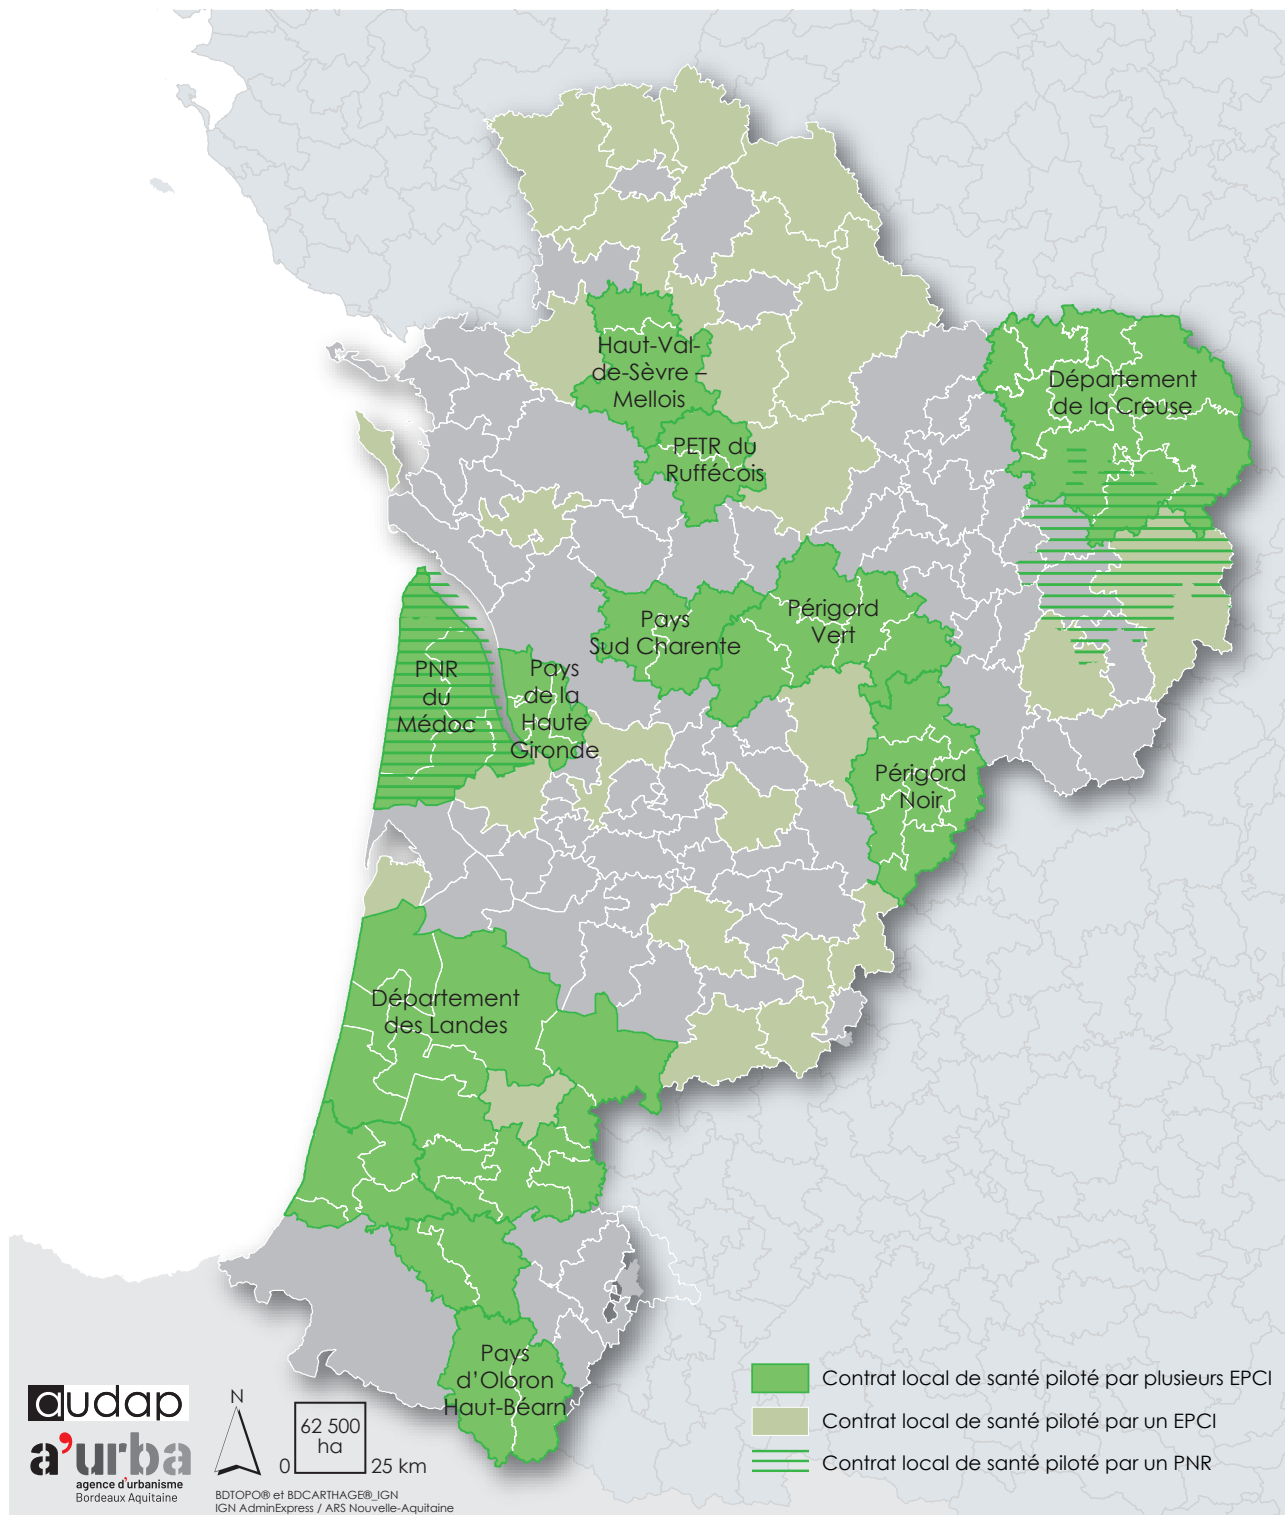 Haut-Val-
de-Sèvre –
Mellois
Département
de la Creuse
PETR du
Ruffécois
Périgord
Vert
Pays
Sud Charente
PNR
du
Médoc
Pays
de la
Haute
Gironde
Périgord
Noir
Département
des Landes
Pays
d'Oloron
Haut-Béarn
Contrat local de santé piloté par plusieurs EPCI
Contrat local de santé piloté par un EPCI
Contrat local de santé piloté par un PNR
audap
a'urba
agence d'urbanisme
Bordeaux Aquitaine
N
62 500
ha
0 25 km
BDTOPO® et BDCARTHAGE®_IGN
IGN AdminExpress / ARS Nouvelle-Aquitaine